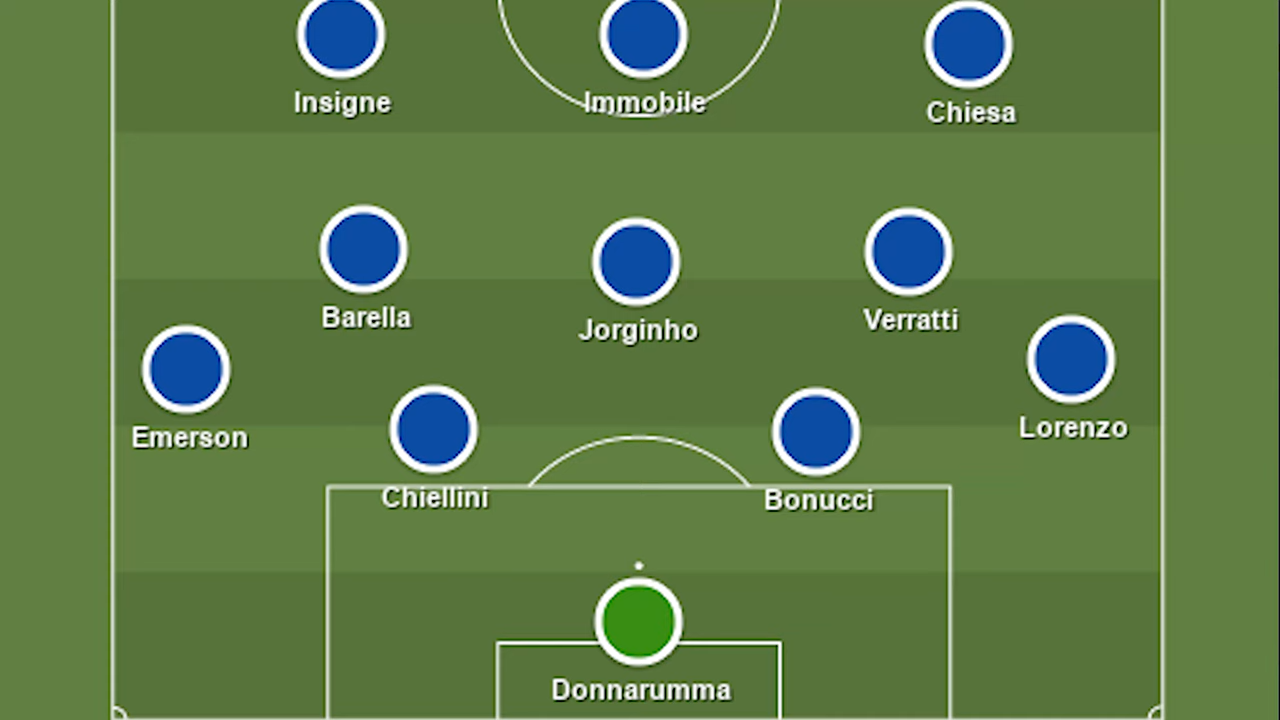 Insigne
Immobile
Chiesa
Barella
Jorginho
Verratti
Emerson
Lorenzo
Chiellini
Bonucci
Donnarumma